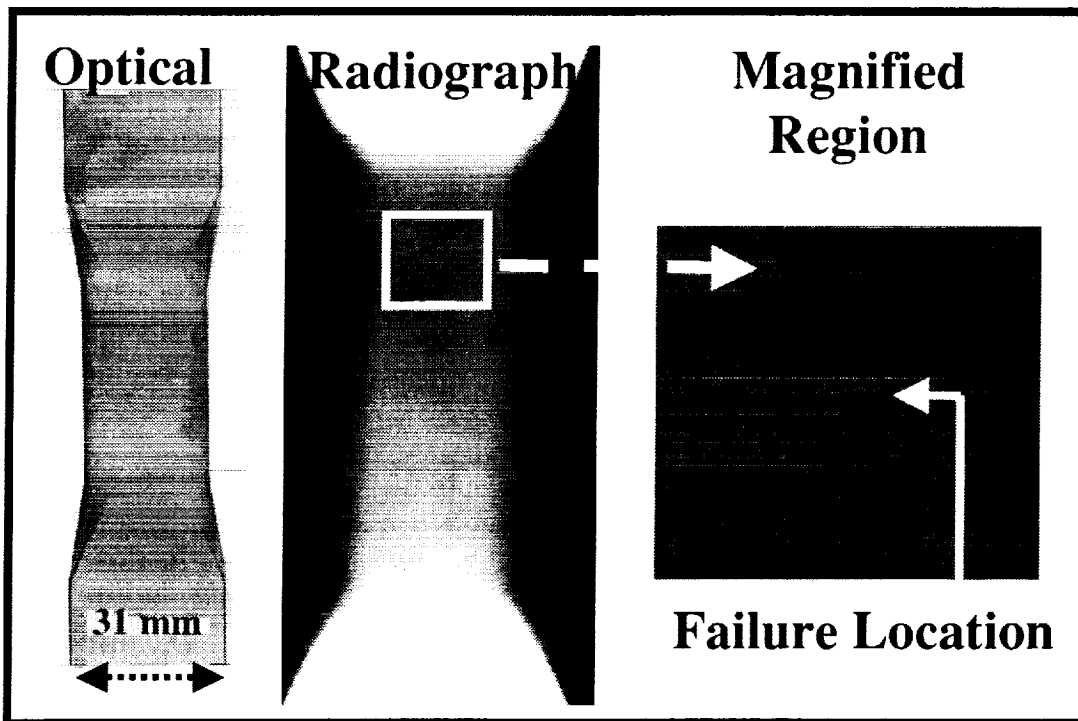 Optical
31 mm
Radiograph
Magnified
Region
Failure Location